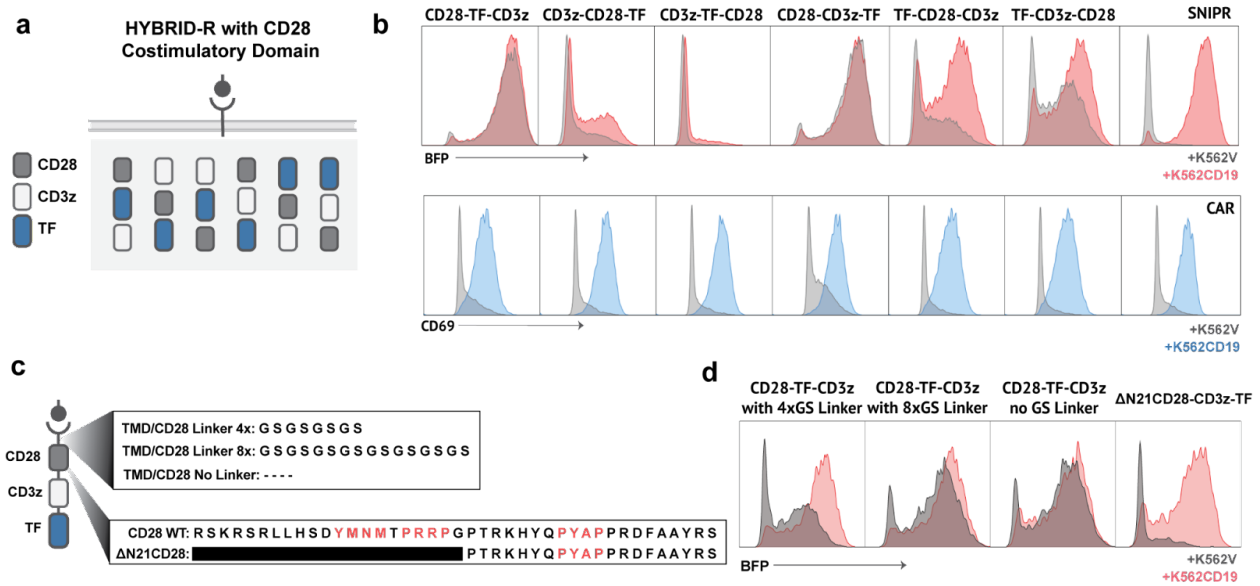 a
HYBRID-R with CD28
Costimulatory Domain
CD28
CD3z
TF
b
CD28-TF-CD3z
CD3z-CD28-TF
CD3z-TF-CD28
CD28-CD3z-TF
TF-CD28-CD3z
TF-CD3z-CD28
SNIPR
BFP
+K562V
+K562CD19
CAR
CD69
+K562V
+K562CD19
c
CD28
CD3z
TF
TMD/CD28 Linker 4x: G S G S G S G S
TMD/CD28 Linker 8x: G S G S G S G S G S G S G S G S
TMD/CD28 No Linker: - - - -
CD28 WT: R S K R S R L L H S D Y M N M T P R R P G P T R K H Y Q P Y A P P R D F A A Y R S
ΔN21CD28: P T R K H Y Q P Y A P P R D F A A Y R S
d
CD28-TF-CD3z
with 4xGS Linker
CD28-TF-CD3z
with 8xGS Linker
CD28-TF-CD3z
no GS Linker
ΔN21CD28-CD3z-TF
BFP
+K562V
+K562CD19